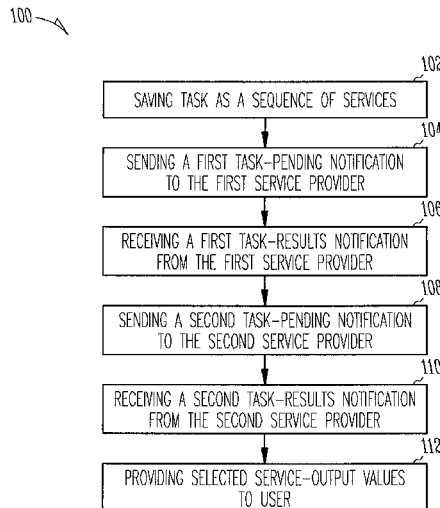 100
102
SAVING TASK AS A SEQUENCE OF SERVICES
104
SENDING A FIRST TASK-PENDING NOTIFICATION
TO THE FIRST SERVICE PROVIDER
106
RECEIVING A FIRST TASK-RESULTS NOTIFICATION
FROM THE FIRST SERVICE PROVIDER
108
SENDING A SECOND TASK-PENDING NOTIFICATION
TO THE SECOND SERVICE PROVIDER
110
RECEIVING A SECOND TASK-RESULTS NOTIFICATION
FROM THE SECOND SERVICE PROVIDER
112
PROVIDING SELECTED SERVICE-OUTPUT VALUES
TO USER